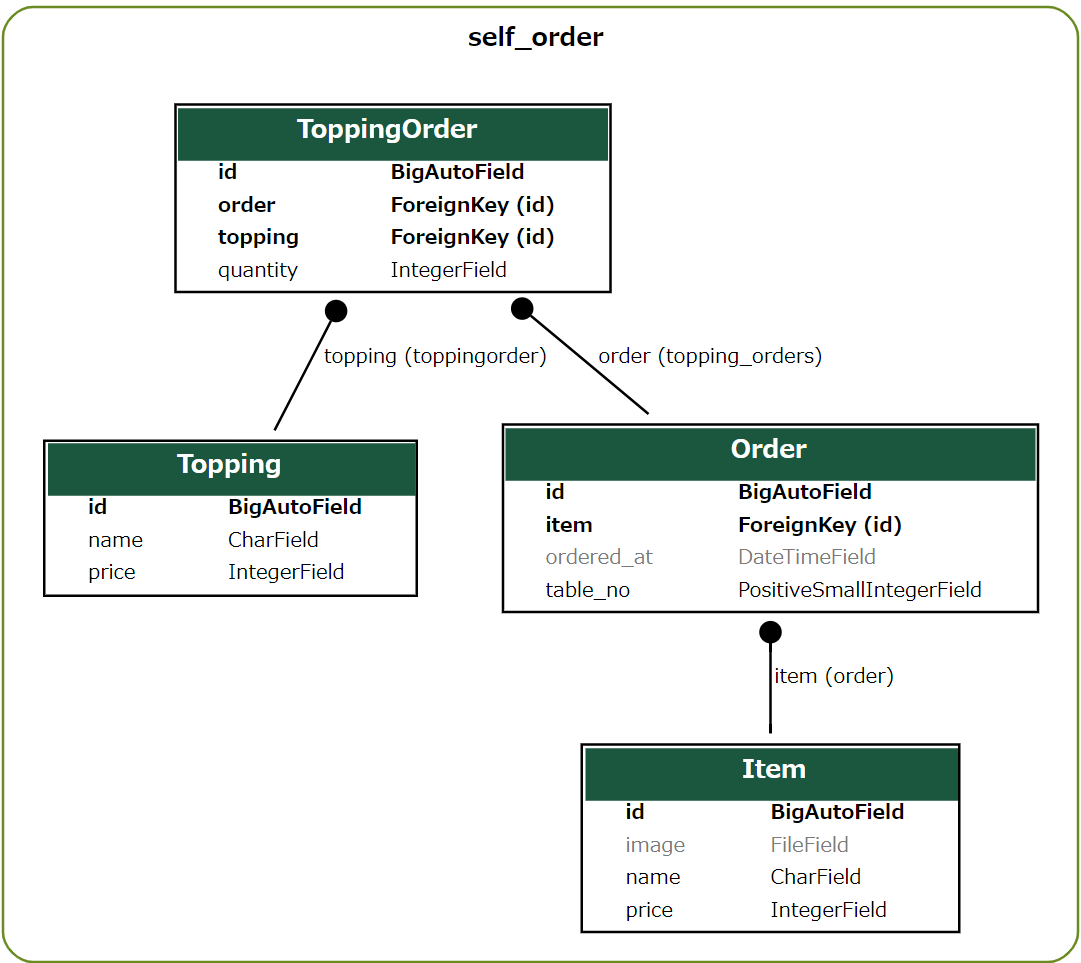 self_order
ToppingOrder
id BigAutoField
order ForeignKey (id)
topping ForeignKey (id)
quantity IntegerField
topping (toppingorder)
order (topping_orders)
Topping
id BigAutoField
name CharField
price IntegerField
Order
id BigAutoField
item ForeignKey (id)
ordered_at DateTimeField
table_no PositiveSmallIntegerField
item (order)
Item
id BigAutoField
image FileField
name CharField
price IntegerField